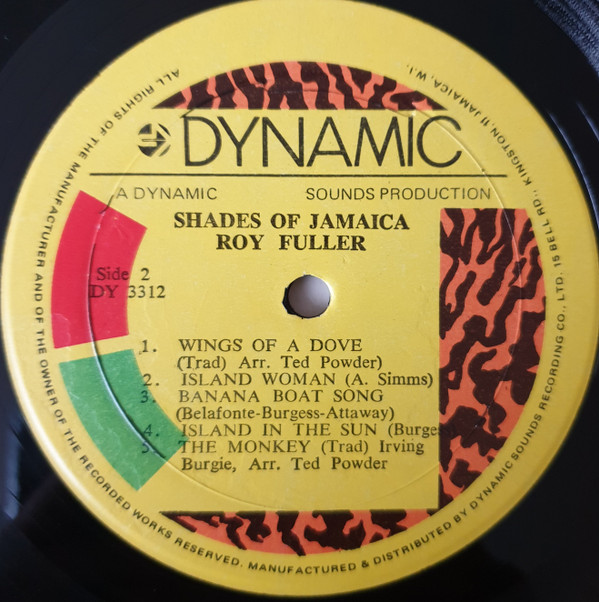 DYNAMIC
A DYNAMIC SOUNDS PRODUCTION
SHADES OF JAMAICA
ROY FULLER
Side 2
DY 3312
1. WINGS OF A DOVE
(Trad) Arr. Ted Powder)
2. ISLAND WOMAN (A. Simms)
3. BANANA BOAT SONG
(Belafonte-Burgess-Attaway)
4. ISLAND IN THE SUN (Burgess)
5. THE MONKEY (Trad) Irving
Burgie, Arr. Ted Powder
ALL RIGHTS OF THE MANUFACTURER AND OF THE OWNER OF THE RECORDED WORKS RESERVED. MANUFACTURED & DISTRIBUTED BY DYNAMIC SOUNDS RECORDING CO., LTD. 15 BELL RD., KINGSTON 11 JAMAICA, W.I.